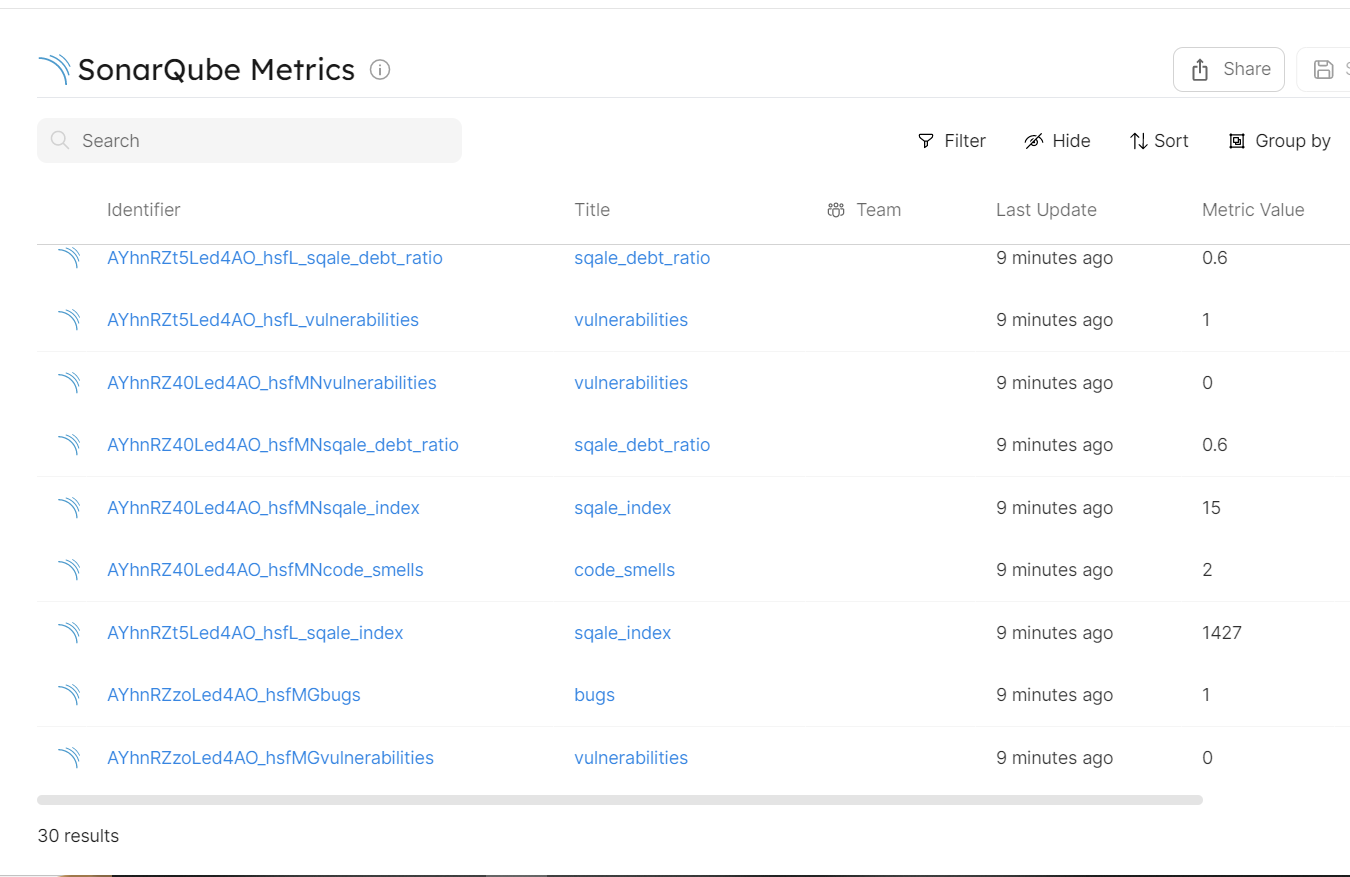 SonarQube Metrics
Share
Search
Filter Hide Sort Group by
Identifier Title Team Last Update Metric Value
AYhnRZt5Led4AO_hsfL_sqale_debt_ratio sqale_debt_ratio 9 minutes ago 0.6
AYhnRZt5Led4AO_hsfL_vulnerabilities vulnerabilities 9 minutes ago 1
AYhnRZ40Led4AO_hsfMNvulnerabilities vulnerabilities 9 minutes ago 0
AYhnRZ40Led4AO_hsfMNsqale_debt_ratio sqale_debt_ratio 9 minutes ago 0.6
AYhnRZ40Led4AO_hsfMNsqale_index sqale_index 9 minutes ago 15
AYhnRZ40Led4AO_hsfMNcode_smells code_smells 9 minutes ago 2
AYhnRZt5Led4AO_hsfL_sqale_index sqale_index 9 minutes ago 1427
AYhnRZzoLed4AO_hsfMGbugs bugs 9 minutes ago 1
AYhnRZzoLed4AO_hsfMGvulnerabilities vulnerabilities 9 minutes ago 0
30 results